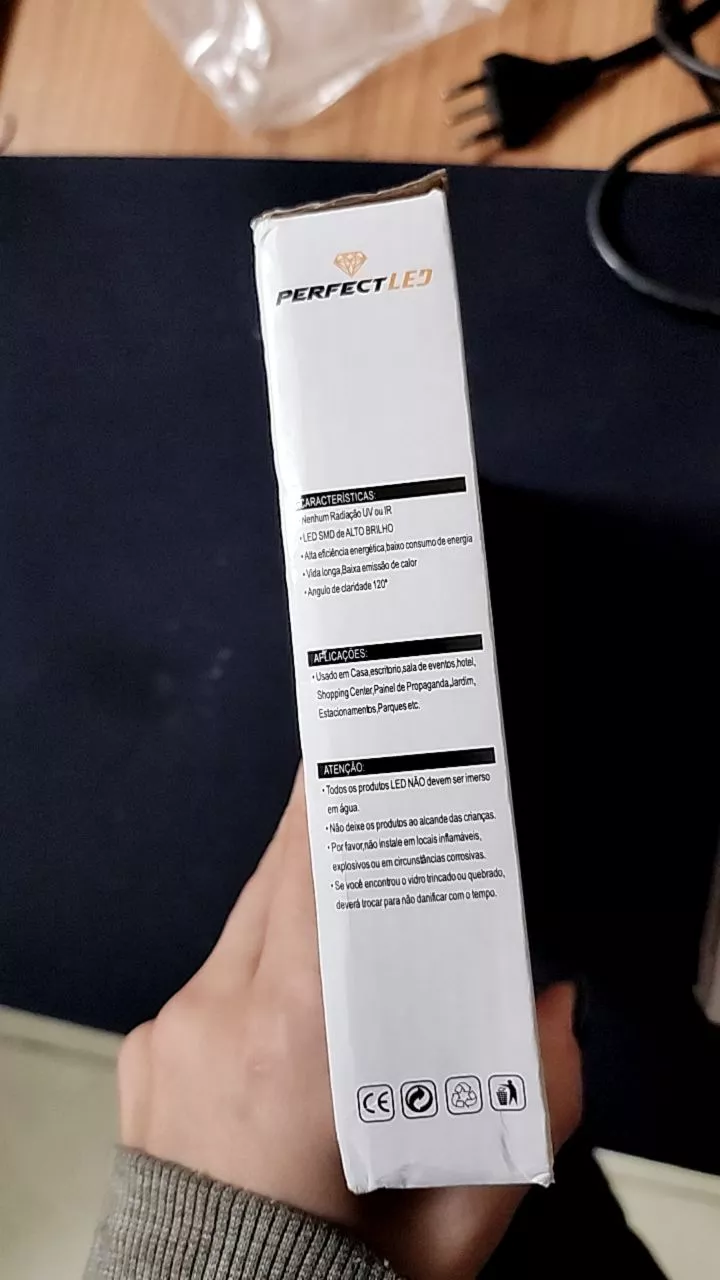 PERFECT LED
CARACTERÍSTICAS:
Nenhum Radiação UV ou IR
• LED SMD de ALTO BRILHO
• Alta eficiência energética,baixo consumo de energia
• Vida longa,Baixa emissão de calor
• Angulo de claridade 120°
APLICAÇÕES:
• Usado em Casa,escritorio,sala de eventos,hotel,
Shopping Center,Painel de Propaganda,Jardim,
Estacionamentos,Parques etc.
ATENÇÃO:
• Todos os produtos LED NÃO devem ser imerso
em água.
• Não deixe os produtos ao alcande das crianças.
• Por favor,não instale em locais inflamáveis,
explosivos ou em circunstâncias corrosivas.
• Se você encontrou o vidro trincado ou quebrado,
deverá trocar para não danificar com o tempo.
CE